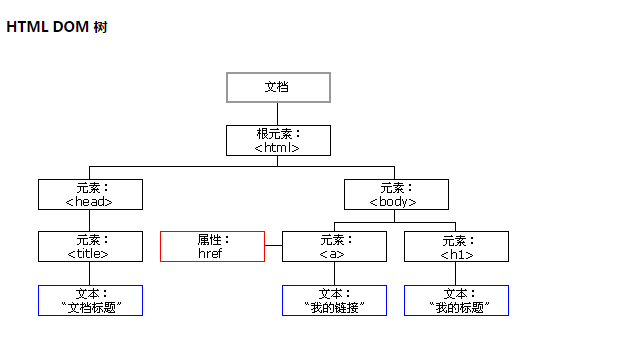 HTML DOM 树
文档
根元素：
<html>
元素：
<head>
元素：
<body>
元素：
<title>
属性：
href
元素：
<a>
元素：
<h1>
文本：
“文档标题”
文本：
“我的链接”
文本：
“我的标题”